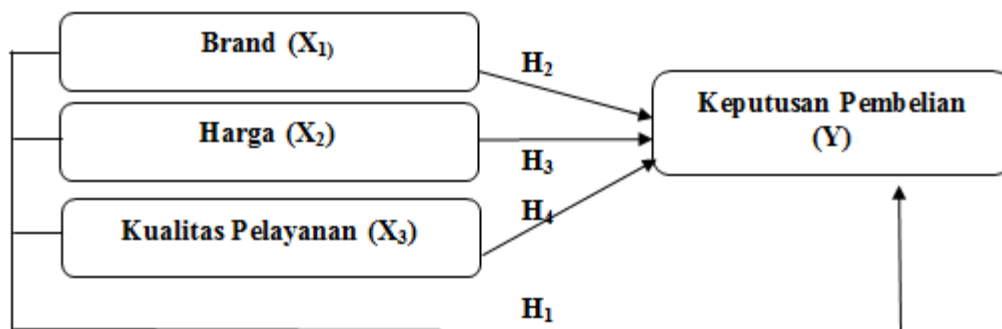 Brand (X₁)
H₂
Keputusan Pembelian
(Y)
Harga (X₂)
H₃
H₄
Kualitas Pelayanan (X₃)
H₁